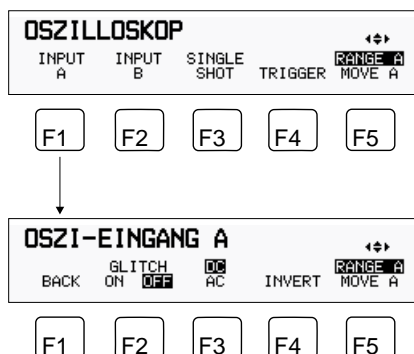 OSZILLOSKOP
INPUT A INPUT B SINGLE SHOT TRIGGER RANGE A MOVE A
F1 F2 F3 F4 F5
OSZI-EINGANG A
BACK GLITCH ON OFF DC AC INVERT RANGE A MOVE A
F1 F2 F3 F4 F5